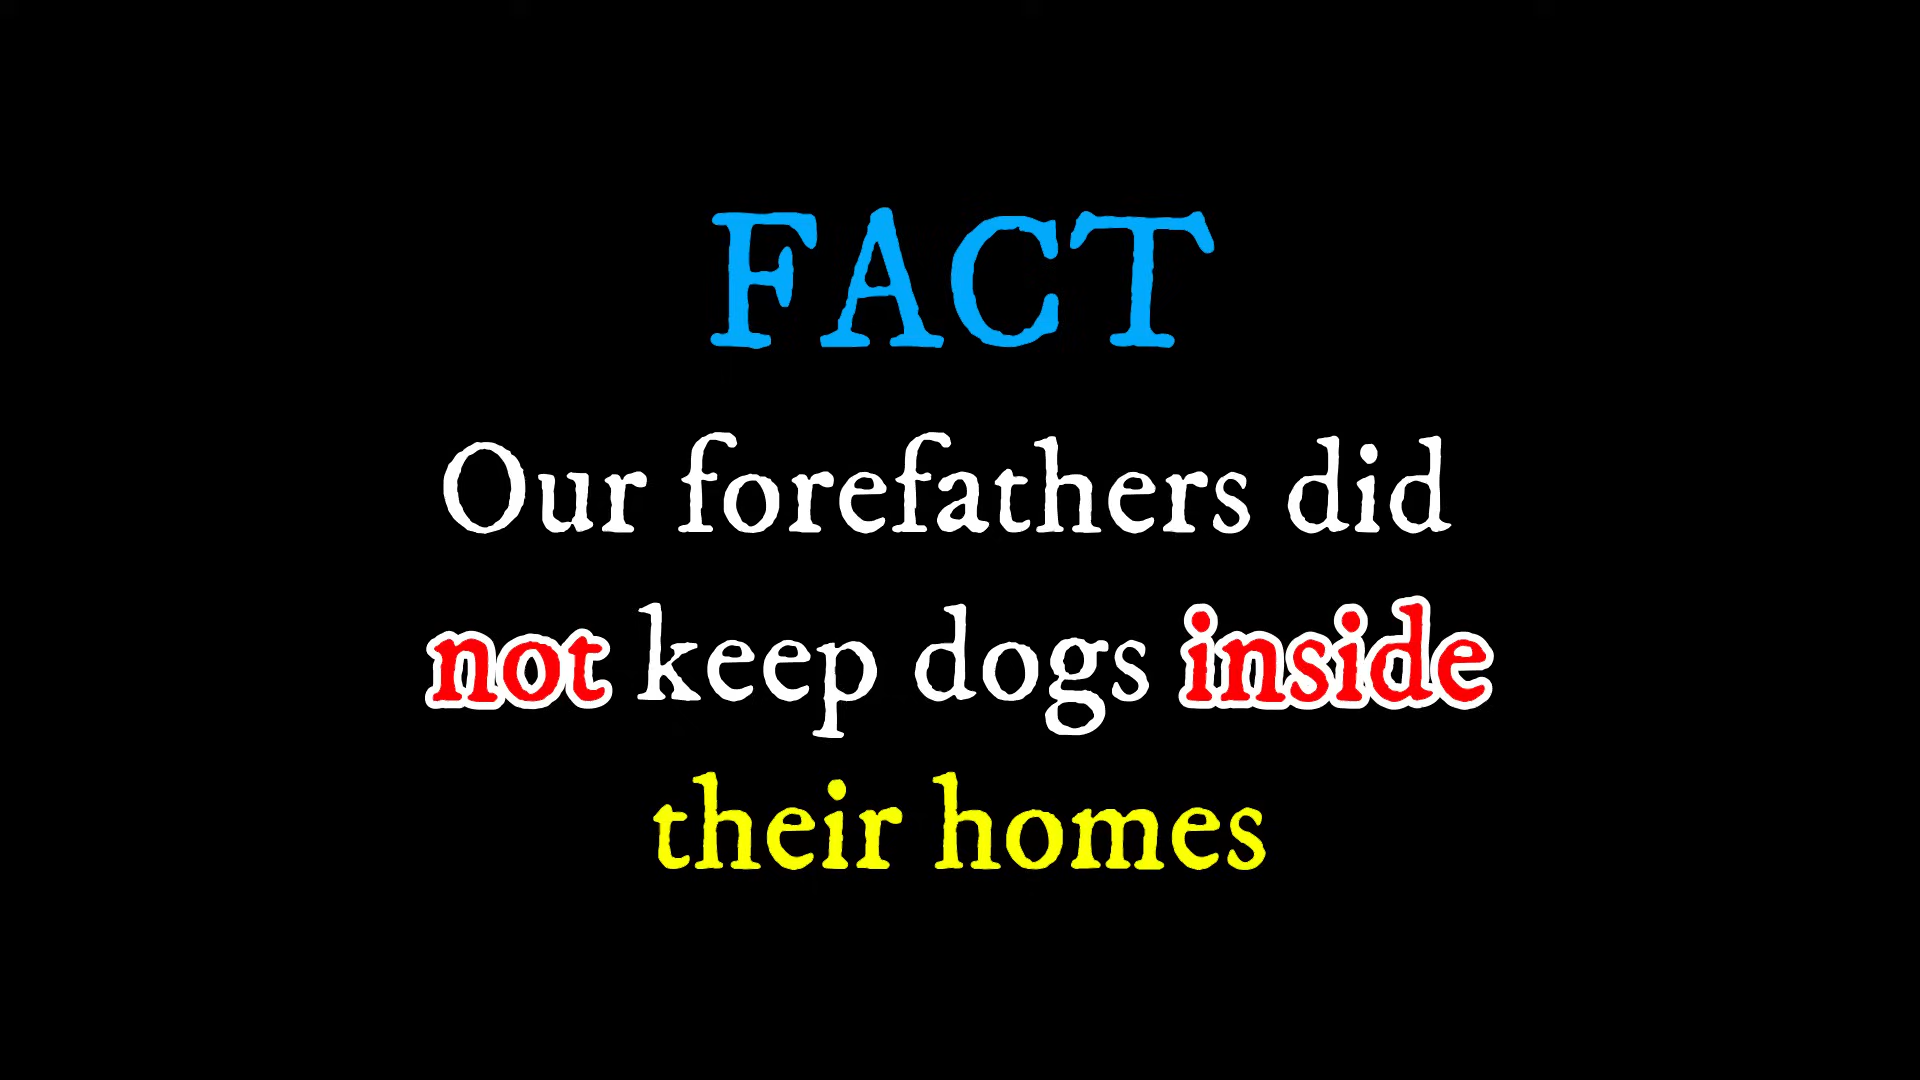 FACT
Our forefathers did
not keep dogs inside
their homes